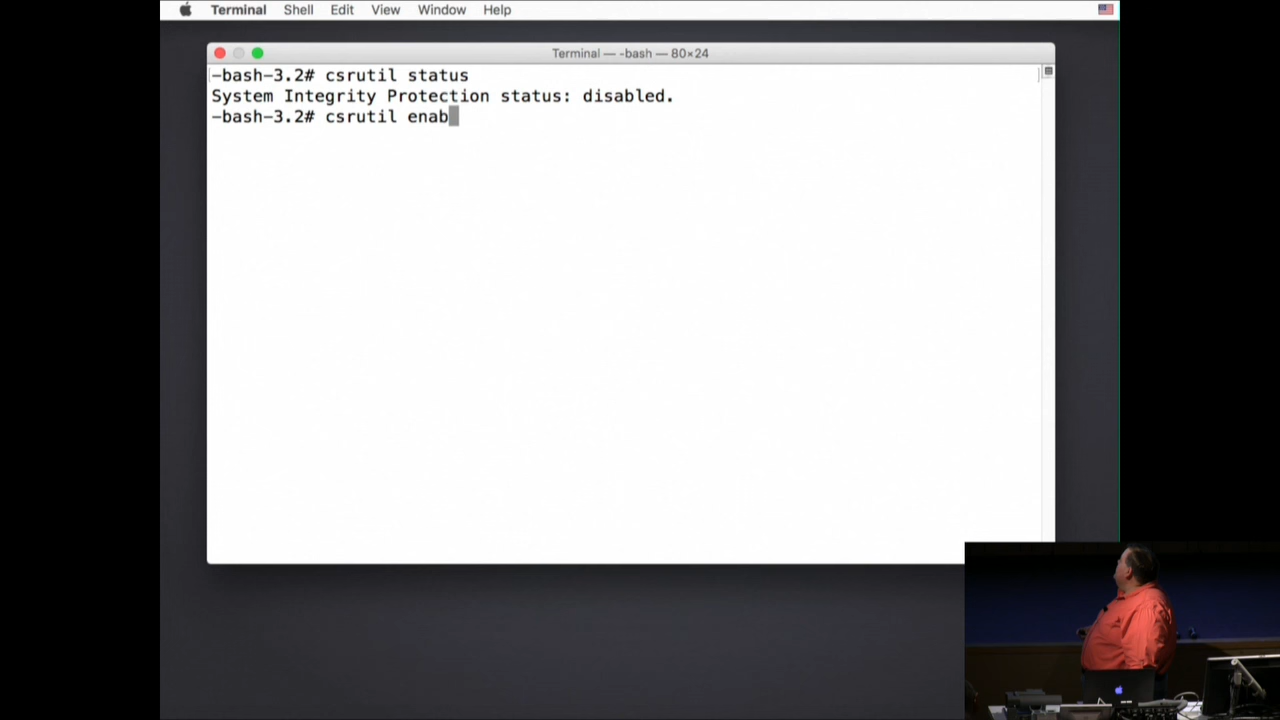 Terminal Shell Edit View Window Help
Terminal — -bash — 80×24
-bash-3.2# csrutil status
System Integrity Protection status: disabled.
-bash-3.2# csrutil enab